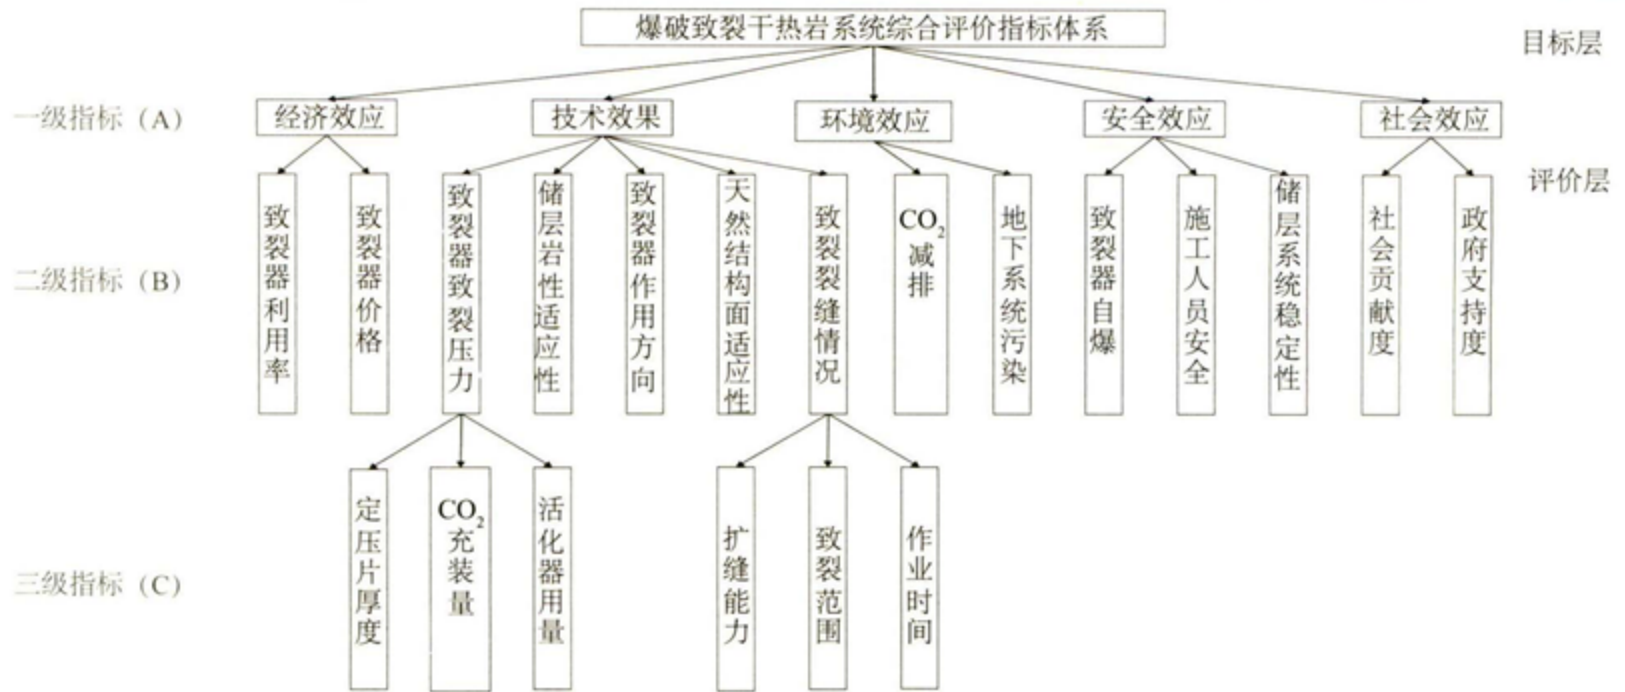 爆破致裂干热岩系统综合评价指标体系
目标层
一级指标（A）
经济效应
技术效果
环境效应
安全效应
社会效应
评价层
二级指标（B）
致裂器利用率
致裂器价格
致裂器致裂压力
储层岩性适应性
致裂器作用方向
天然结构面适应性
致裂裂缝情况
CO₂减排
地下系统污染
致裂器自爆
施工人员安全
储层系统稳定性
社会贡献度
政府支持度
三级指标（C）
定压片厚度
CO₂充装量
活化器用量
扩缝能力
致裂范围
作业时间